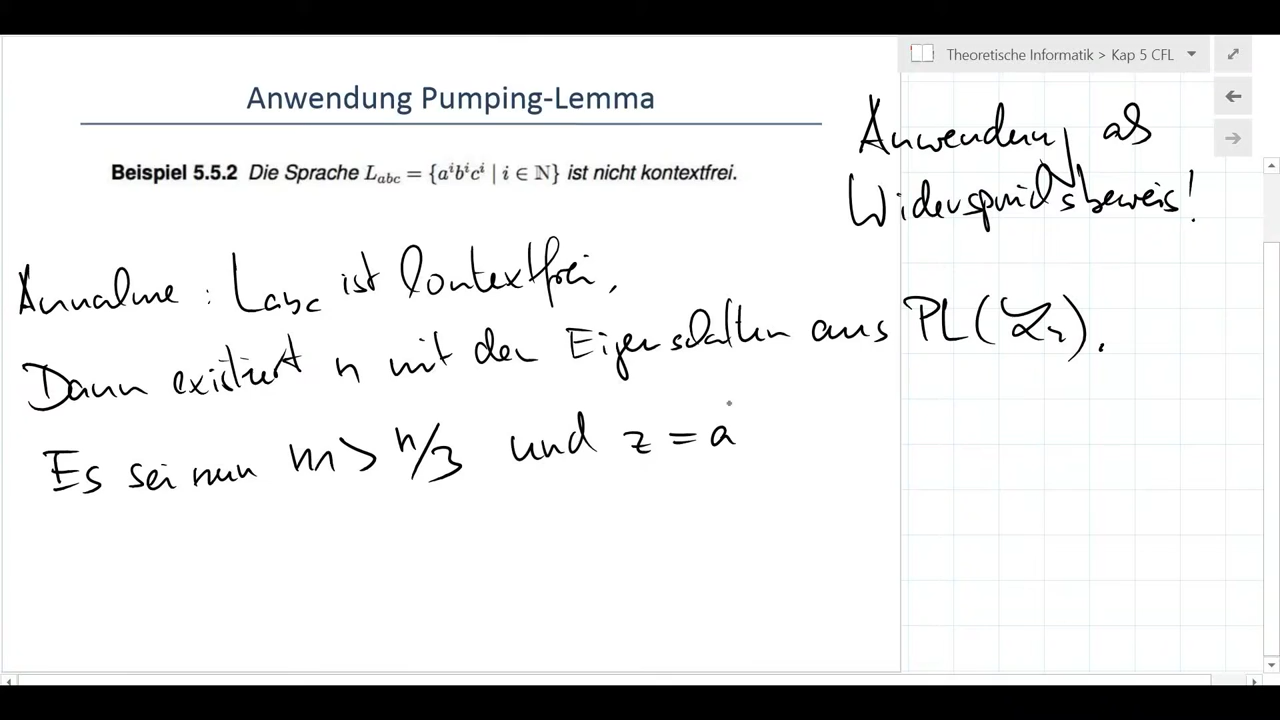 Theoretische Informatik > Kap 5 CFL
Anwendung Pumping-Lemma
Anwendung als
Widerspruchsbeweis!
Beispiel 5.5.2 Die Sprache L_abc = {a^i b^i c^i | i ∈ ℕ} ist nicht kontextfrei.
Annahme: L_abc ist kontextfrei,
Dann existiert n mit den Eigenschaften aus PL(ℒ₂).
Es sei nun m > n/3 und z = a